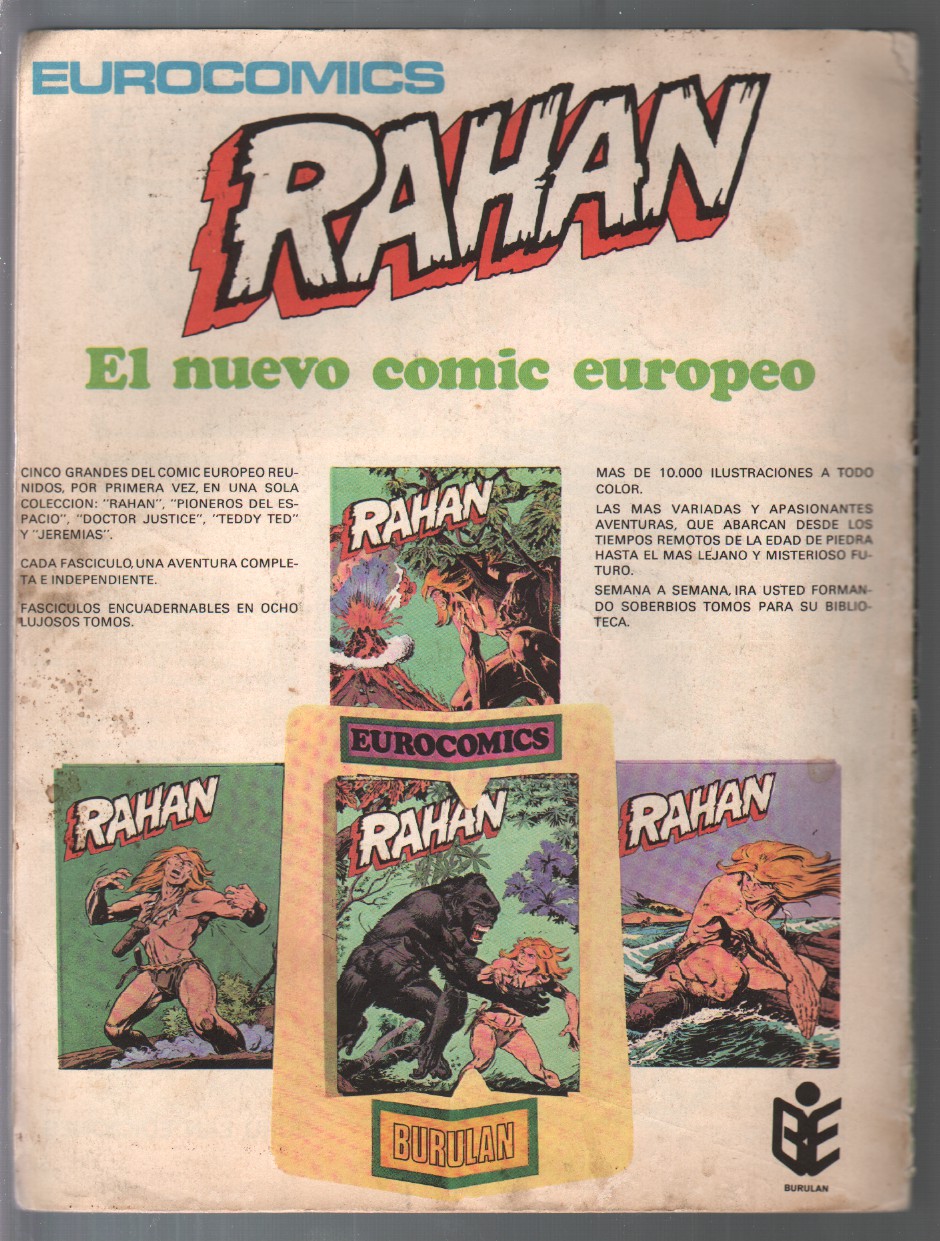 EUROCOMICS
RAHAN
El nuevo comic europeo
CINCO GRANDES DEL COMIC EUROPEO REU-
NIDOS, POR PRIMERA VEZ, EN UNA SOLA
COLECCION: "RAHAN", "PIONEROS DEL ES-
PACIO", "DOCTOR JUSTICE", "TEDDY TED"
Y "JEREMIAS".
CADA FASCICULO, UNA AVENTURA COMPLE-
TA E INDEPENDIENTE.
FASCICULOS ENCUADERNABLES EN OCHO
LUJOSOS TOMOS.
MAS DE 10.000 ILUSTRACIONES A TODO
COLOR.
LAS MAS VARIADAS Y APASIONANTES
AVENTURAS, QUE ABARCAN DESDE LOS
TIEMPOS REMOTOS DE LA EDAD DE PIEDRA
HASTA EL MAS LEJANO Y MISTERIOSO FU-
TURO.
SEMANA A SEMANA, IRA USTED FORMAN-
DO SOBERBIOS TOMOS PARA SU BIBLIO-
TECA.
RAHAN
EUROCOMICS
RAHAN
RAHAN
RAHAN
BURULAN
BURULAN